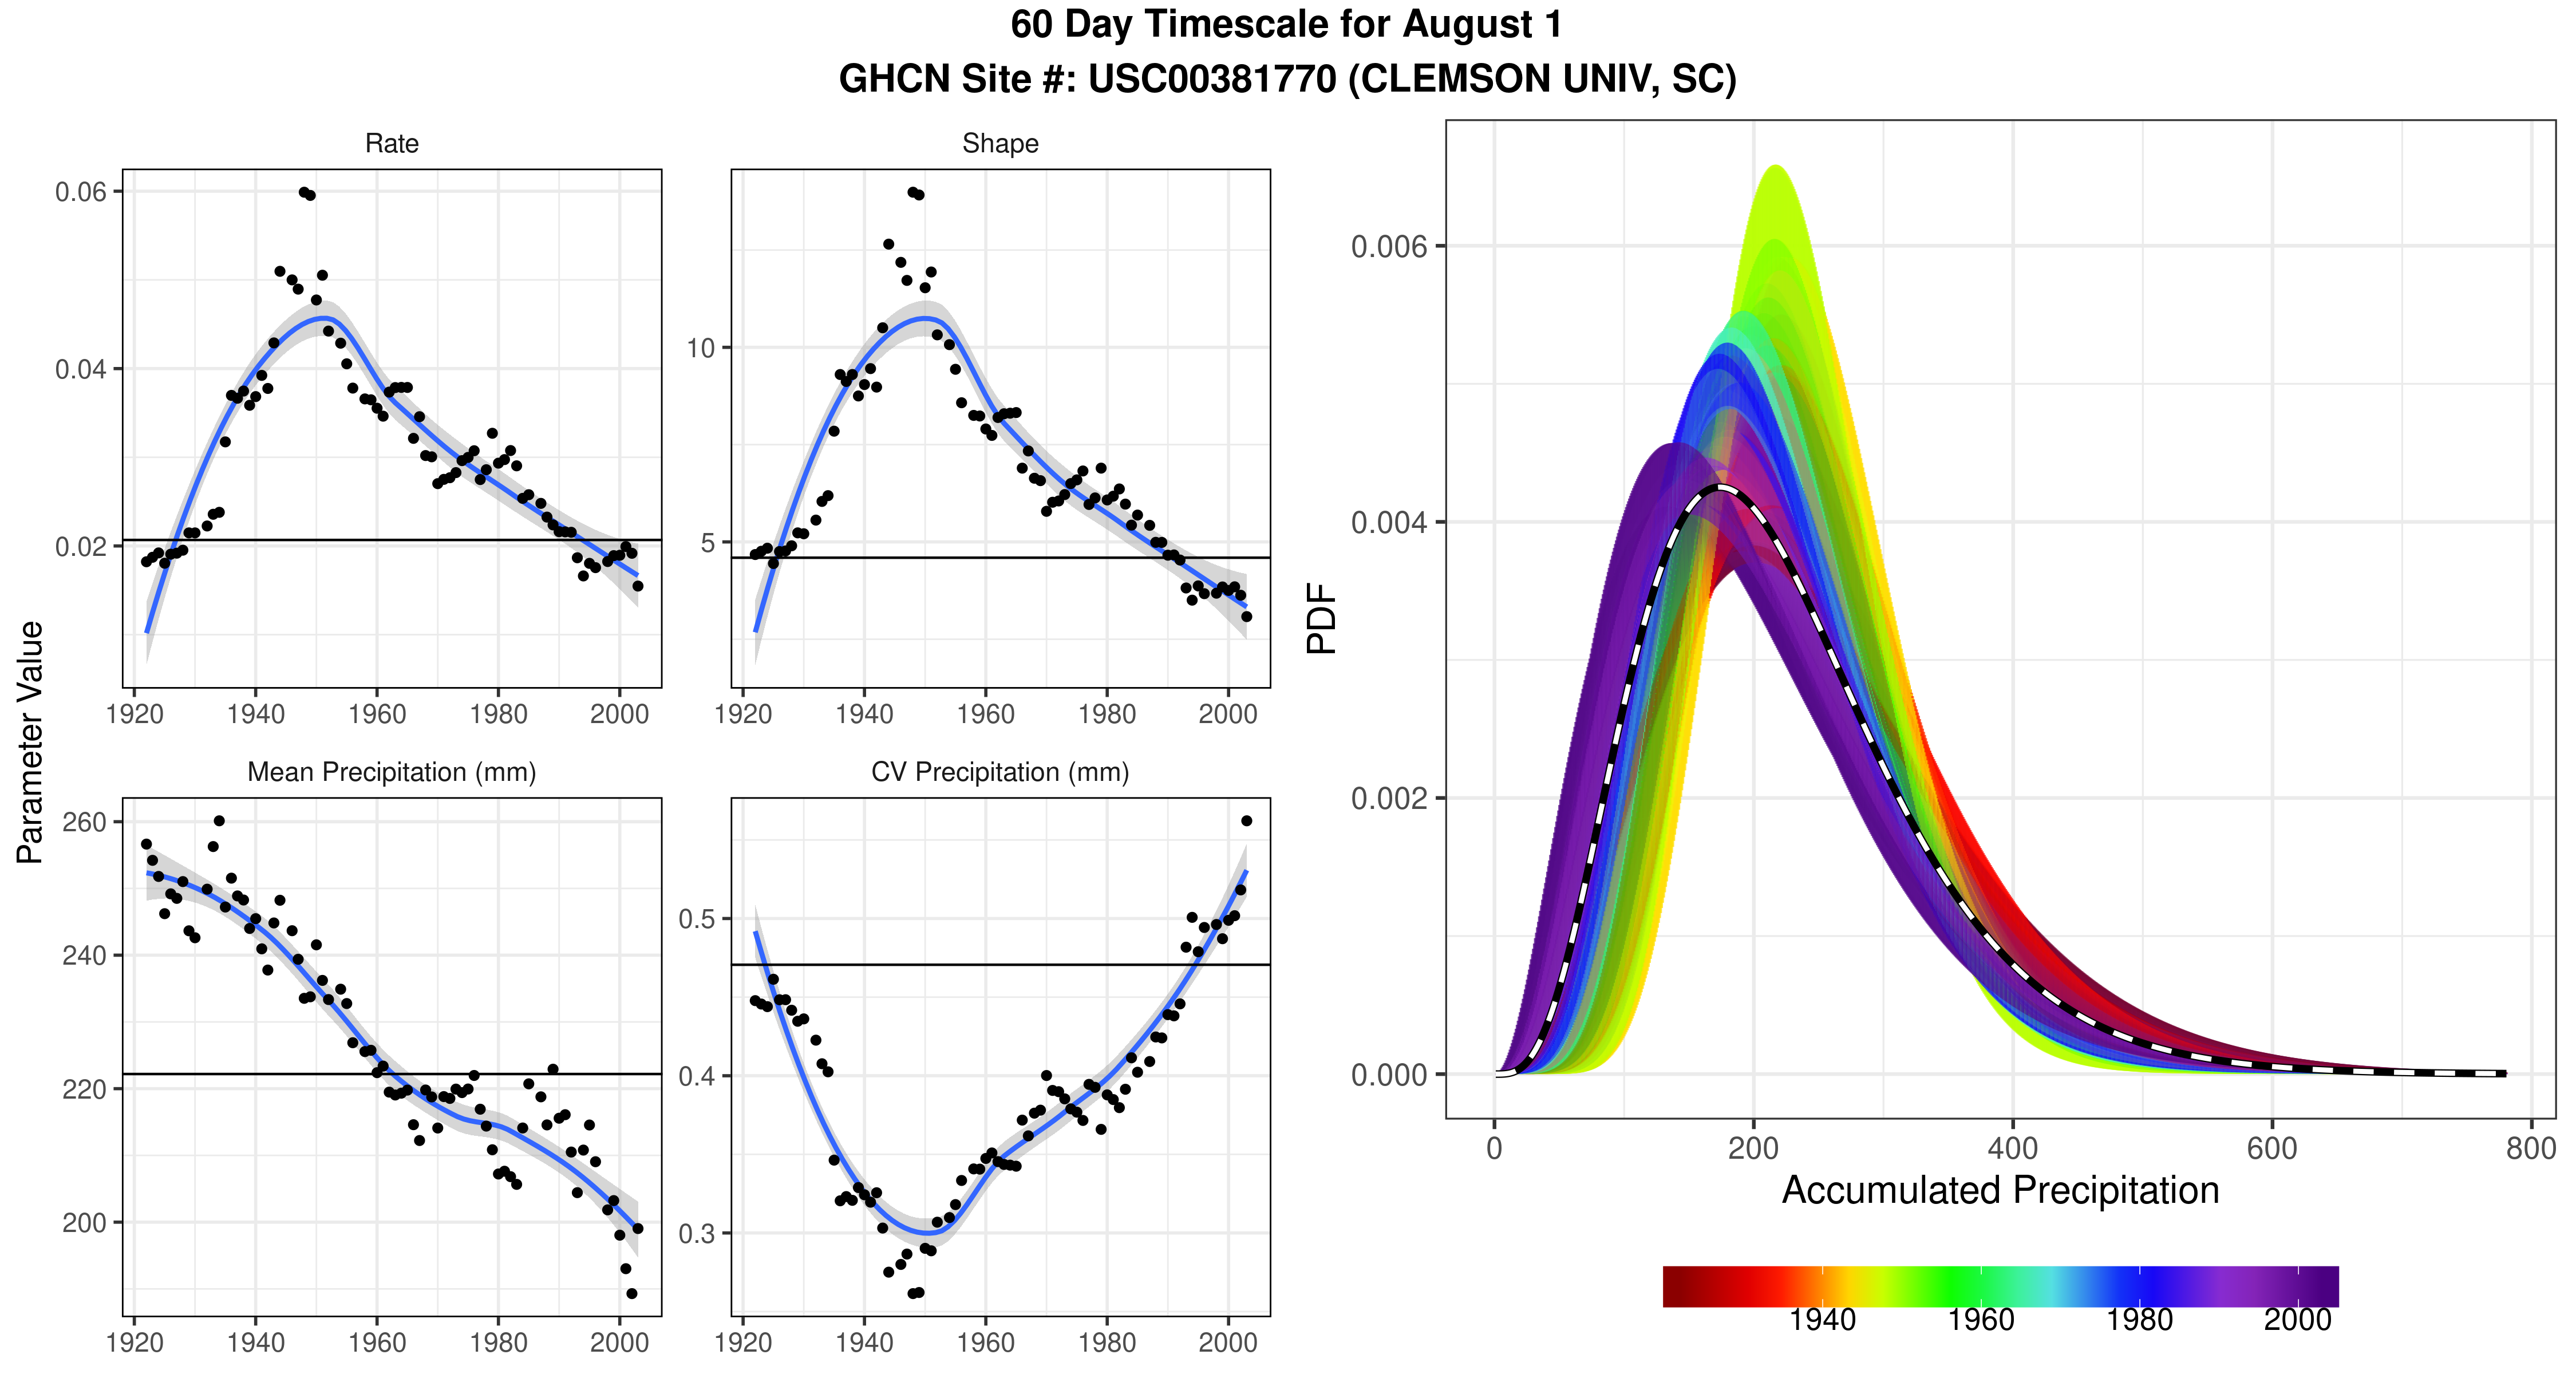 60 Day Timescale for August 1
GHCN Site #: USC00381770 (CLEMSON UNIV, SC)
Parameter Value
Rate
0.06
0.04
0.02
1920 1940 1960 1980 2000
Shape
10
5
1920 1940 1960 1980 2000
Mean Precipitation (mm)
260
240
220
200
1920 1940 1960 1980 2000
CV Precipitation (mm)
0.5
0.4
0.3
1920 1940 1960 1980 2000
PDF
0.006
0.004
0.002
0.000
0 200 400 600 800
Accumulated Precipitation
1940 1960 1980 2000